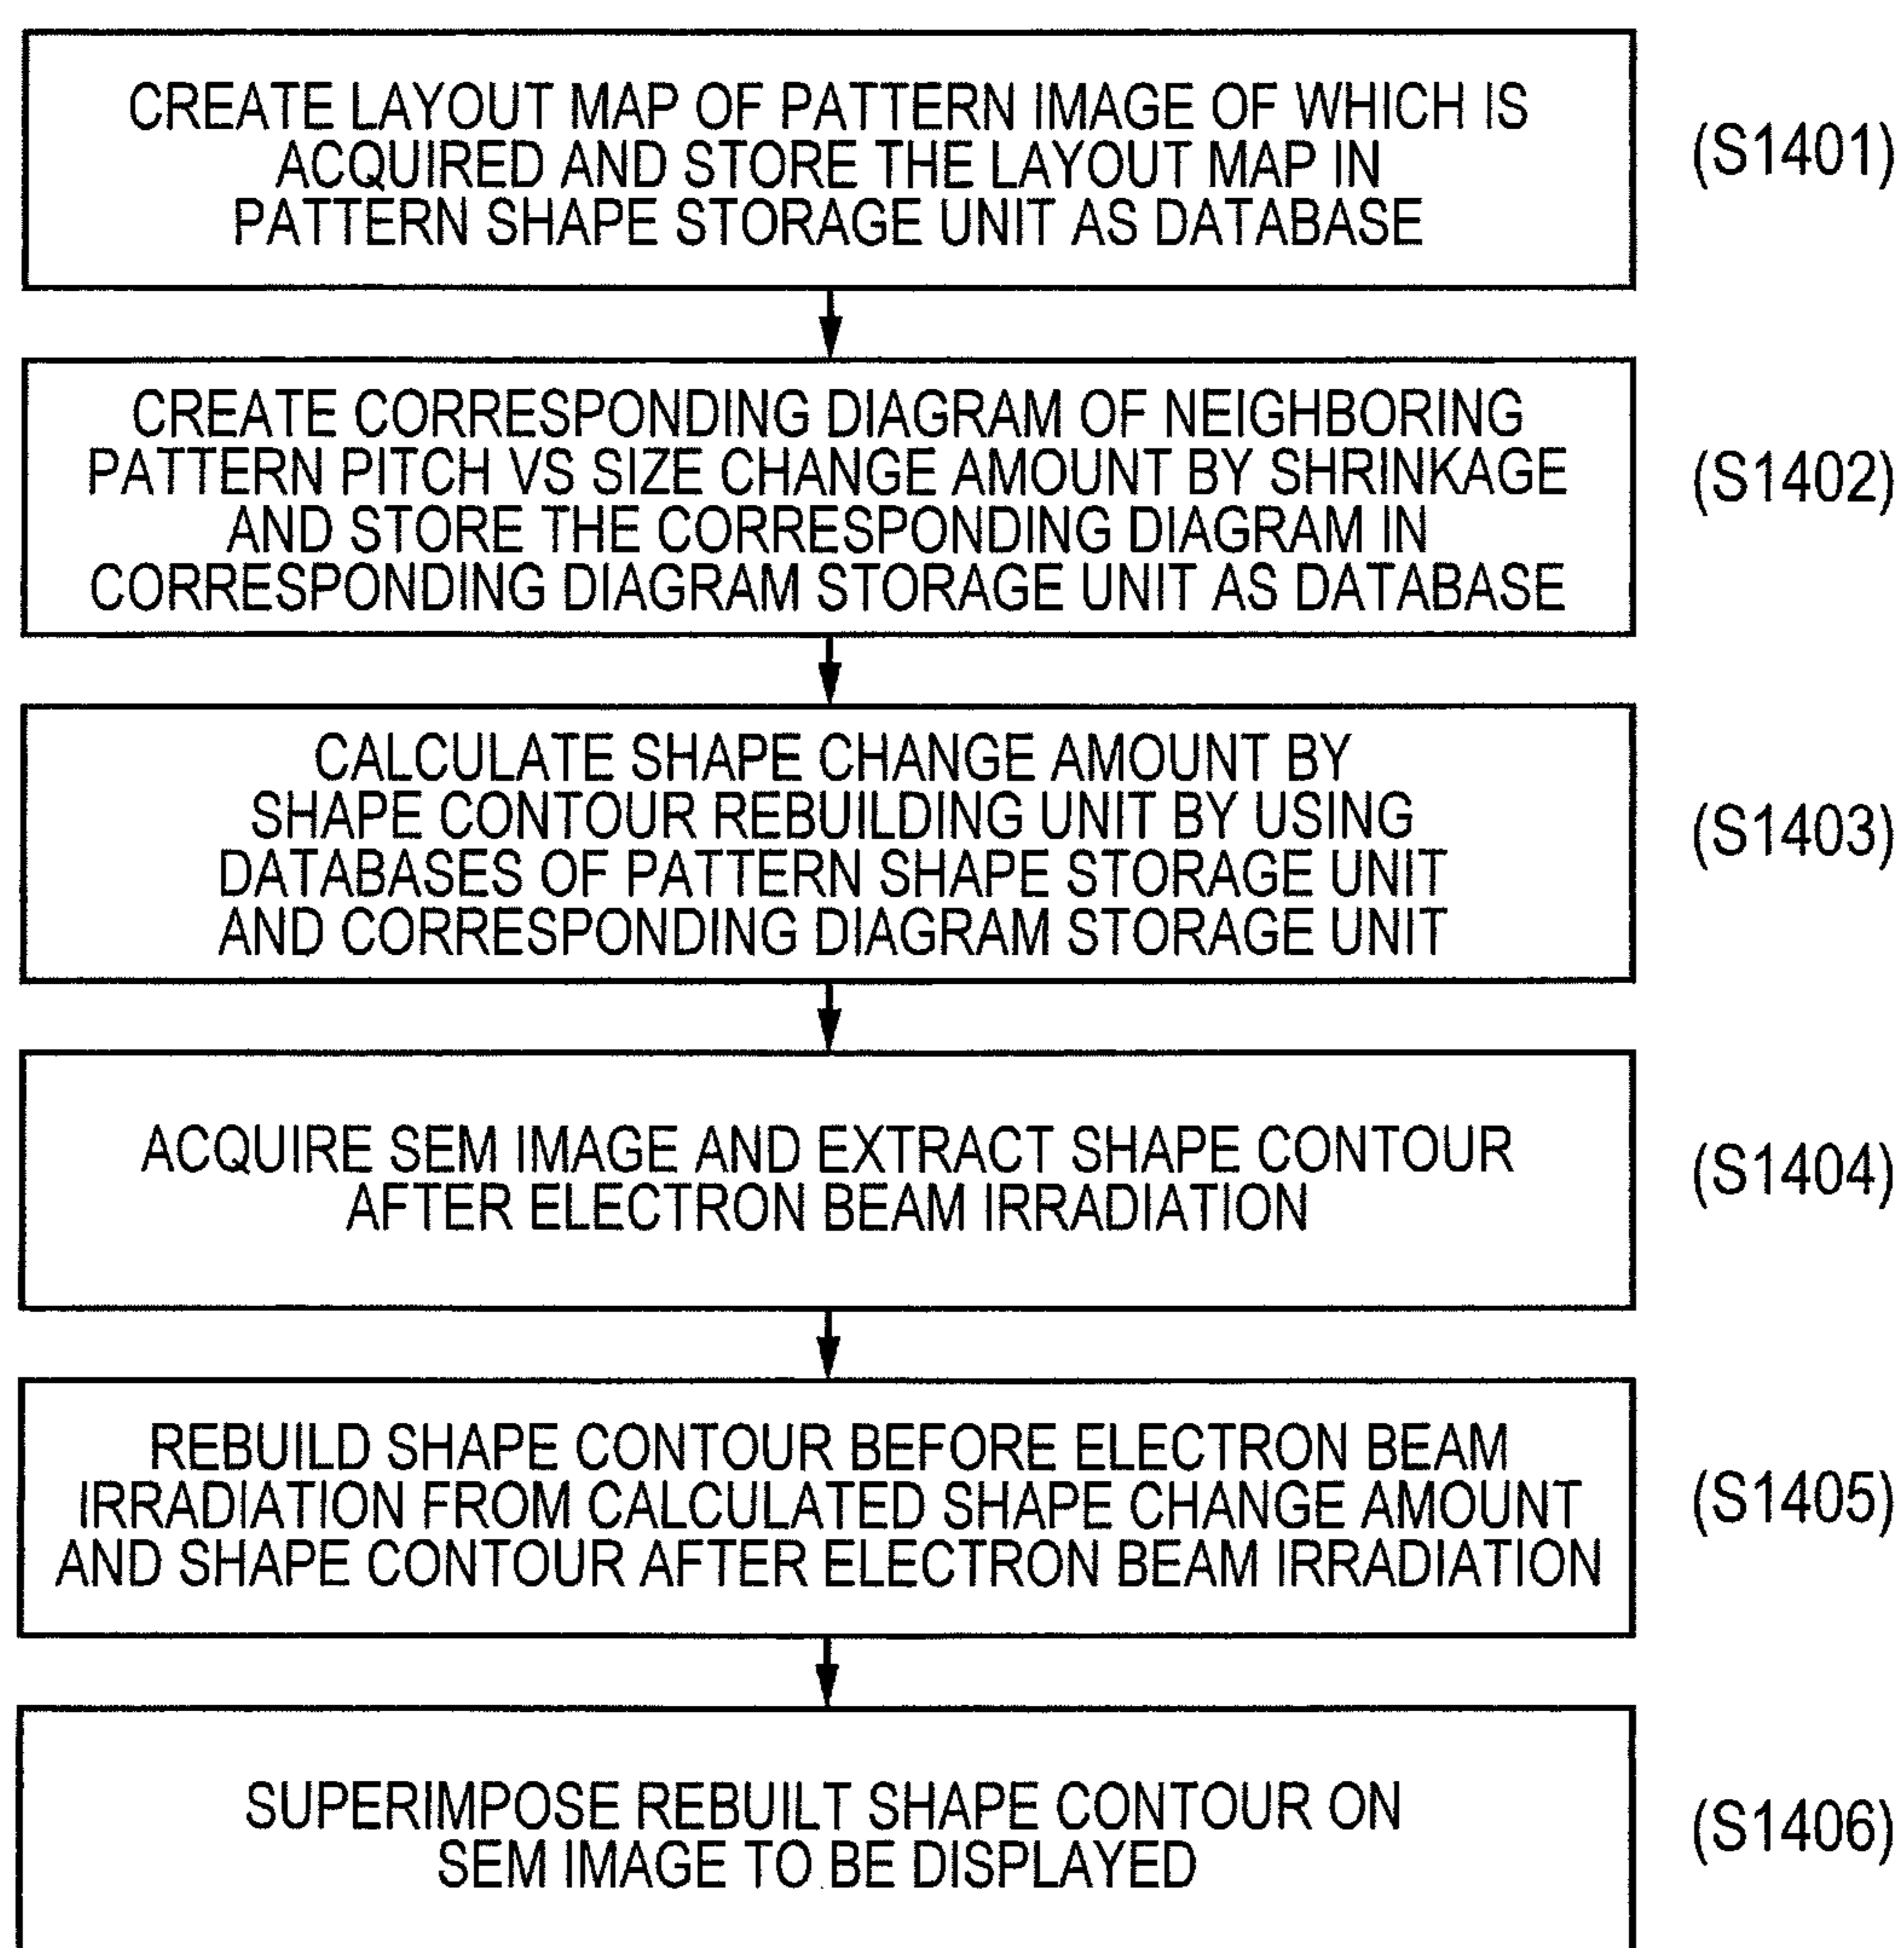 CREATE LAYOUT MAP OF PATTERN IMAGE OF WHICH IS
ACQUIRED AND STORE THE LAYOUT MAP IN
PATTERN SHAPE STORAGE UNIT AS DATABASE
(S1401)
CREATE CORRESPONDING DIAGRAM OF NEIGHBORING
PATTERN PITCH VS SIZE CHANGE AMOUNT BY SHRINKAGE
AND STORE THE CORRESPONDING DIAGRAM IN
CORRESPONDING DIAGRAM STORAGE UNIT AS DATABASE
(S1402)
CALCULATE SHAPE CHANGE AMOUNT BY
SHAPE CONTOUR REBUILDING UNIT BY USING
DATABASES OF PATTERN SHAPE STORAGE UNIT
AND CORRESPONDING DIAGRAM STORAGE UNIT
(S1403)
ACQUIRE SEM IMAGE AND EXTRACT SHAPE CONTOUR
AFTER ELECTRON BEAM IRRADIATION
(S1404)
REBUILD SHAPE CONTOUR BEFORE ELECTRON BEAM
IRRADIATION FROM CALCULATED SHAPE CHANGE AMOUNT
AND SHAPE CONTOUR AFTER ELECTRON BEAM IRRADIATION
(S1405)
SUPERIMPOSE REBUILT SHAPE CONTOUR ON
SEM IMAGE TO BE DISPLAYED
(S1406)